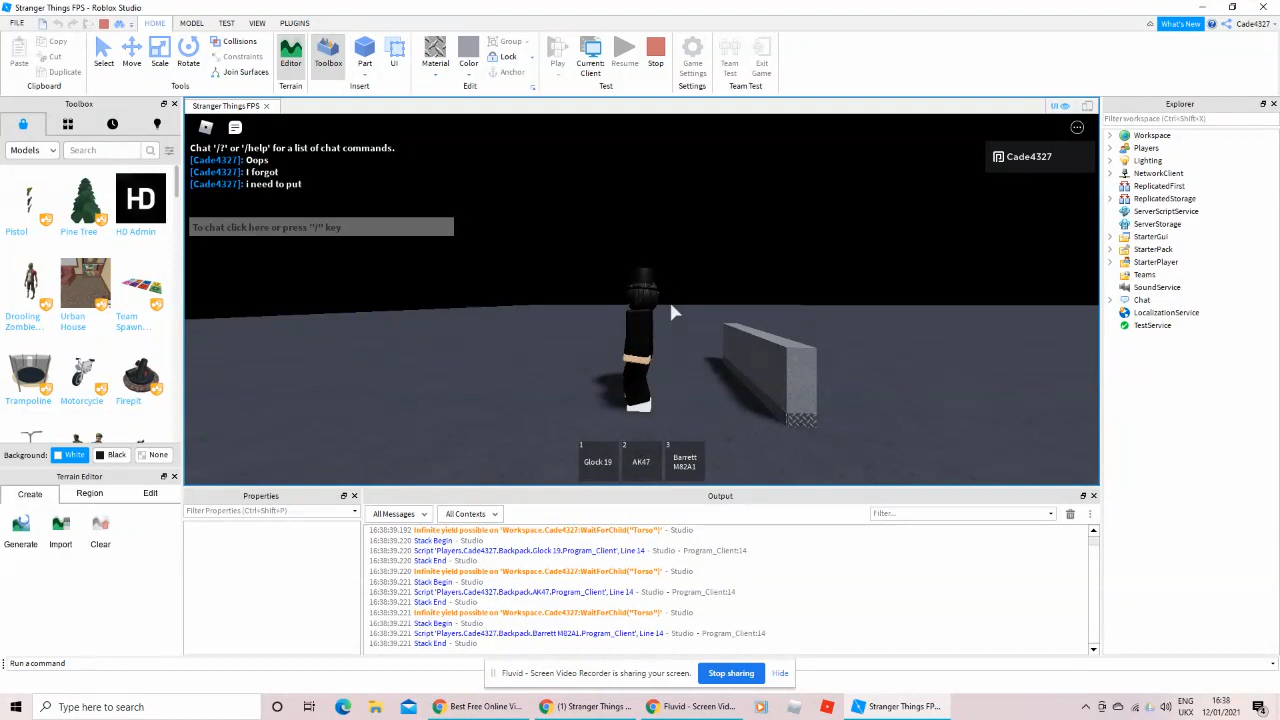 Stranger Things FPS - Roblox Studio
FILE HOME MODEL TEST VIEW PLUGINS
What's New Cade4327
Paste Copy Cut Duplicate
Clipboard
Select Move Scale Rotate
Collisions
Constraints
Join Surfaces
Tools
Editor
Terrain
Toolbox Part UI
Insert
Material Color
Group
Lock
Anchor
Edit
Play Current: Client Resume Stop
Test
Game Settings
Settings
Team Test Exit Game
Team Test
Toolbox
Models
Search
Pistol Pine Tree HD Admin
HD
Drooling Zombie... Urban House Team Spawn...
Trampoline Motorcycle Firepit
Background: White Black None
Terrain Editor
Create Region Edit
Generate Import Clear
Stranger Things FPS
UI
Chat '/?' or '/help' for a list of chat commands.
[Cade4327]: Oops
[Cade4327]: I forgot
[Cade4327]: i need to put
To chat click here or press "/" key
Cade4327
1 Glock 19
2 AK47
3 Barrett M82A1
Explorer
Filter workspace (Ctrl+Shift+X)
Workspace
Players
Lighting
NetworkClient
ReplicatedFirst
ReplicatedStorage
ServerScriptService
ServerStorage
StarterGui
StarterPack
StarterPlayer
Teams
SoundService
Chat
LocalizationService
TestService
Properties
Filter Properties (Ctrl+Shift+P)
Output
All Messages All Contexts Filter...
16:38:39.192 Infinite yield possible on 'Workspace.Cade4327:WaitForChild("Torso")' - Studio
16:38:39.220 Stack Begin - Studio
16:38:39.220 Script 'Players.Cade4327.Backpack.Glock 19.Program_Client', Line 14 - Studio - Program_Client:14
16:38:39.220 Stack End - Studio
16:38:39.220 Infinite yield possible on 'Workspace.Cade4327:WaitForChild("Torso")' - Studio
16:38:39.221 Stack Begin - Studio
16:38:39.221 Script 'Players.Cade4327.Backpack.AK47.Program_Client', Line 14 - Studio - Program_Client:14
16:38:39.221 Stack End - Studio
16:38:39.221 Infinite yield possible on 'Workspace.Cade4327:WaitForChild("Torso")' - Studio
16:38:39.221 Stack Begin - Studio
16:38:39.221 Script 'Players.Cade4327.Backpack.Barrett M82A1.Program_Client', Line 14 - Studio - Program_Client:14
16:38:39.221 Stack End - Studio
Run a command
Fluvid - Screen Video Recorder is sharing your screen. Stop sharing Hide
Type here to search
Best Free Online Vi...
(1) Stranger Things ...
Fluvid - Screen Vid...
Stranger Things FP...
ENG
UKX
16:38
12/01/2021
4